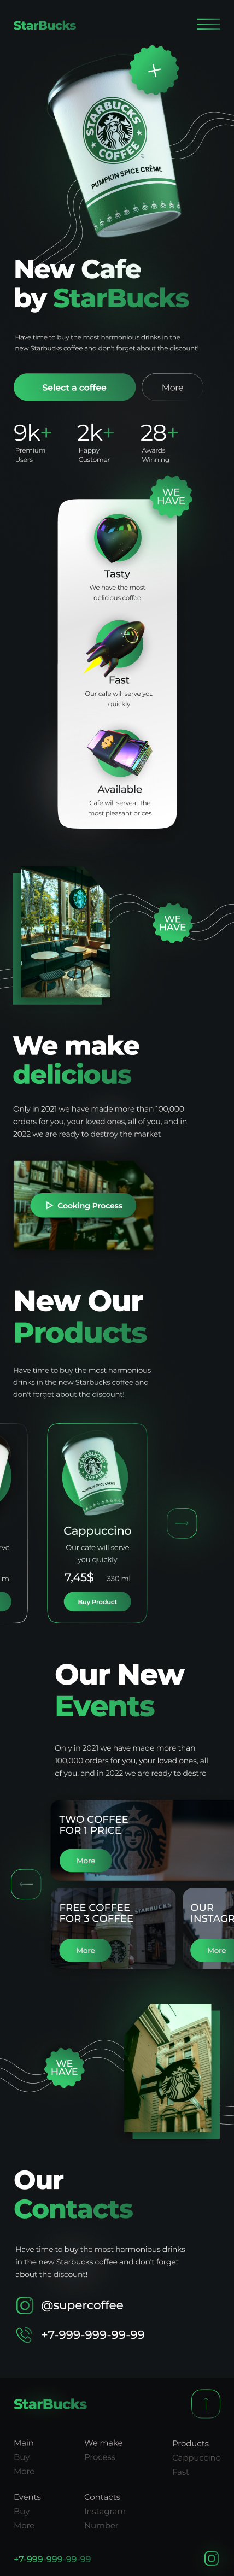 StarBucks
STARBUCKS
COFFEE
PUMPKIN SPICE CRÈME
New Cafe
by StarBucks
Have time to buy the most harmonious drinks in the
new Starbucks coffee and don't forget about the discount!
Select a coffee
More
9k+
2k+
28+
Premium
Users
Happy
Customer
Awards
Winning
WE
HAVE
Tasty
We have the most
delicious coffee
Fast
Our cafe will serve you
quickly
Available
Cafe will serveat the
most pleasant prices
WE
HAVE
We make
delicious
Only in 2021 we have made more than 100,000
orders for you, your loved ones, all of you, and in
2022 we are ready to destroy the market
Cooking Process
New Our
Products
Have time to buy the most harmonious
drinks in the new Starbucks coffee and
don't forget about the discount!
rve
ml
STARBUCKS
COFFEE
PUMPKIN SPICE CRÈME
Cappuccino
Our cafe will serve
you quickly
7,45$
330 ml
Buy Product
Our New
Events
Only in 2021 we have made more than
100,000 orders for you, your loved ones, all
of you, and in 2022 we are ready to destro
TWO COFFEE
FOR 1 PRICE
More
FREE COFFEE
FOR 3 COFFEE
STARBUCKS
More
OUR
INSTAGR
More
WE
HAVE
Our
Contacts
Have time to buy the most harmonious drinks
in the new Starbucks coffee and don't forget
about the discount!
@supercoffee
+7-999-999-99-99
StarBucks
Main
Buy
More
We make
Process
Products
Cappuccino
Fast
Events
Buy
More
Contacts
Instagram
Number
+7-999-999-99-99